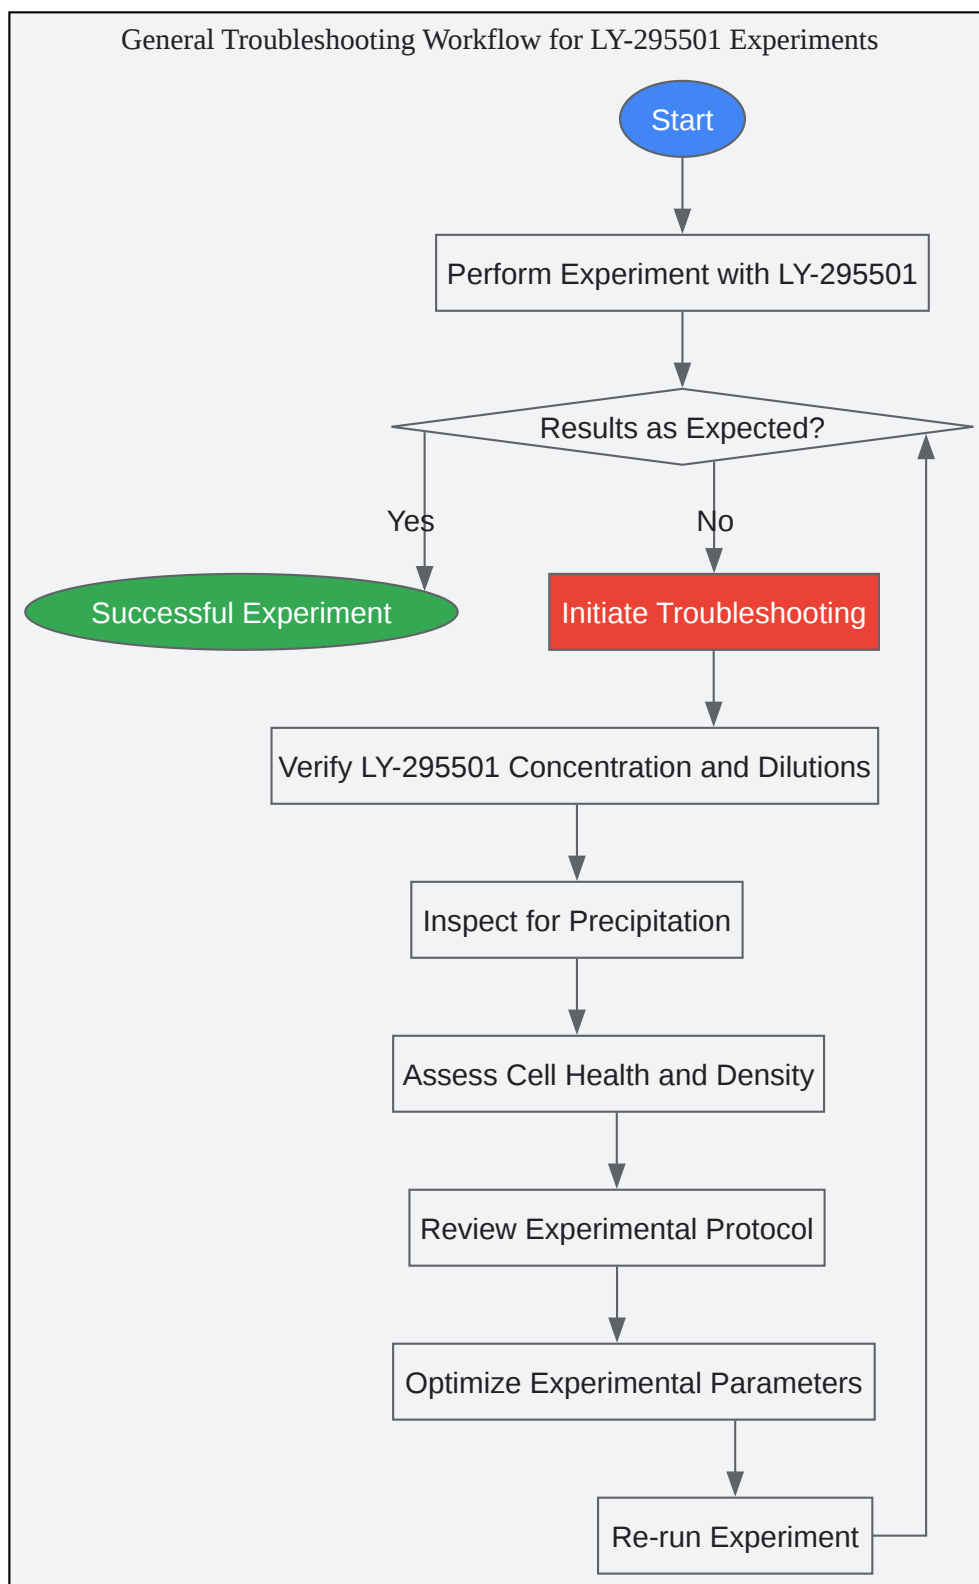 General Troubleshooting Workflow for LY-295501 Experiments
Start
Perform Experiment with LY-295501
Results as Expected?
Yes
No
Successful Experiment
Initiate Troubleshooting
Verify LY-295501 Concentration and Dilutions
Inspect for Precipitation
Assess Cell Health and Density
Review Experimental Protocol
Optimize Experimental Parameters
Re-run Experiment